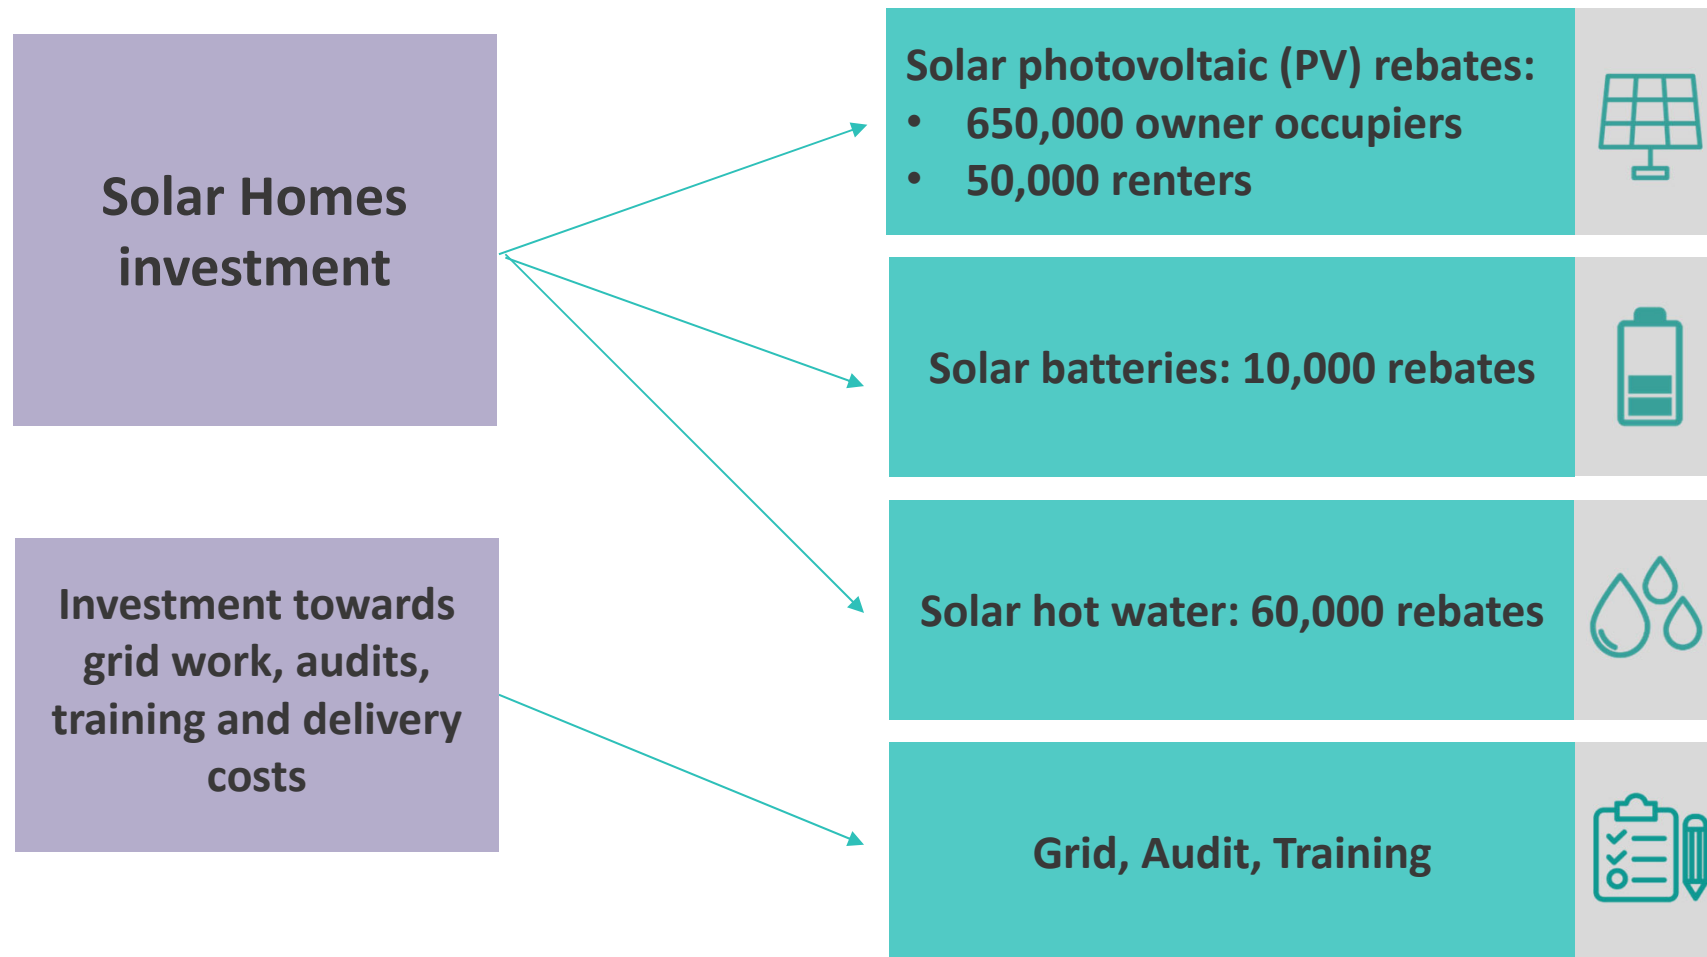 Solar Homes
investment
Investment towards
grid work, audits,
training and delivery
costs
Solar photovoltaic (PV) rebates:
• 650,000 owner occupiers
• 50,000 renters
Solar batteries: 10,000 rebates
Solar hot water: 60,000 rebates
Grid, Audit, Training